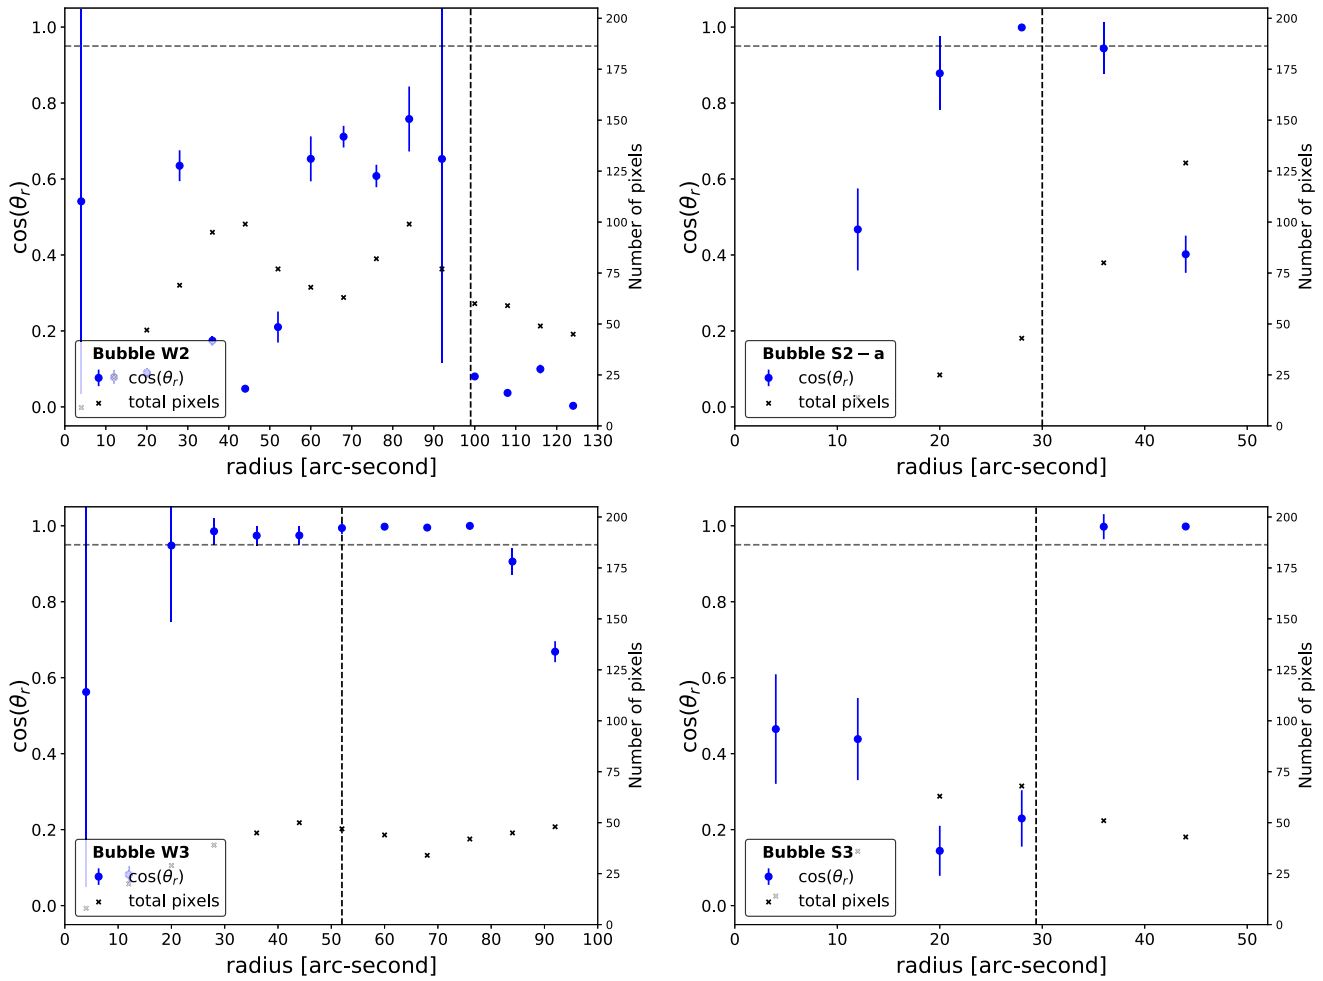 1.0
0.8
0.6
0.4
0.2
0.0
cos(θr)
200
175
150
125
100
75
50
25
0
Number of pixels
Bubble W2
cos(θr)
total pixels
0 10 20 30 40 50 60 70 80 90 100 110 120 130
radius [arc-second]
1.0
0.8
0.6
0.4
0.2
0.0
cos(θr)
200
175
150
125
100
75
50
25
0
Number of pixels
Bubble S2 − a
cos(θr)
total pixels
0 10 20 30 40 50
radius [arc-second]
1.0
0.8
0.6
0.4
0.2
0.0
cos(θr)
200
175
150
125
100
75
50
25
0
Number of pixels
Bubble W3
cos(θr)
total pixels
0 10 20 30 40 50 60 70 80 90 100
radius [arc-second]
1.0
0.8
0.6
0.4
0.2
0.0
cos(θr)
200
175
150
125
100
75
50
25
0
Number of pixels
Bubble S3
cos(θr)
total pixels
0 10 20 30 40 50
radius [arc-second]